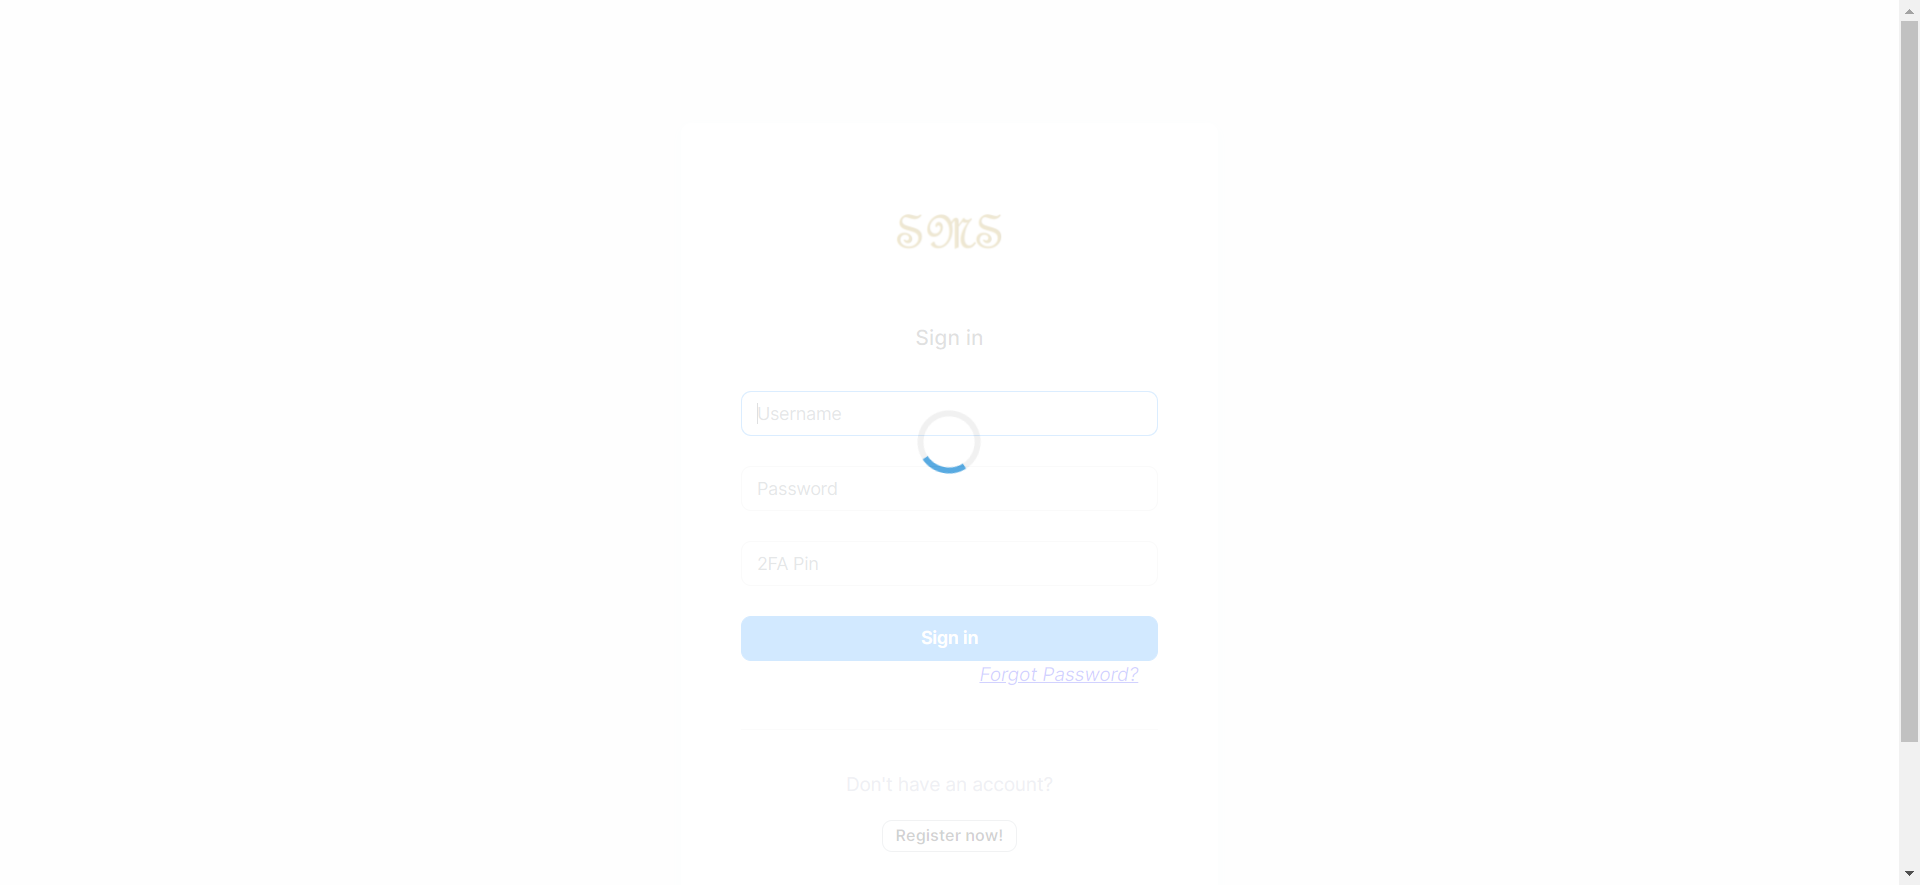 SMS
Sign in
Username
Password
2FA Pin
Sign in
Forgot Password?
Don't have an account?
Register now!